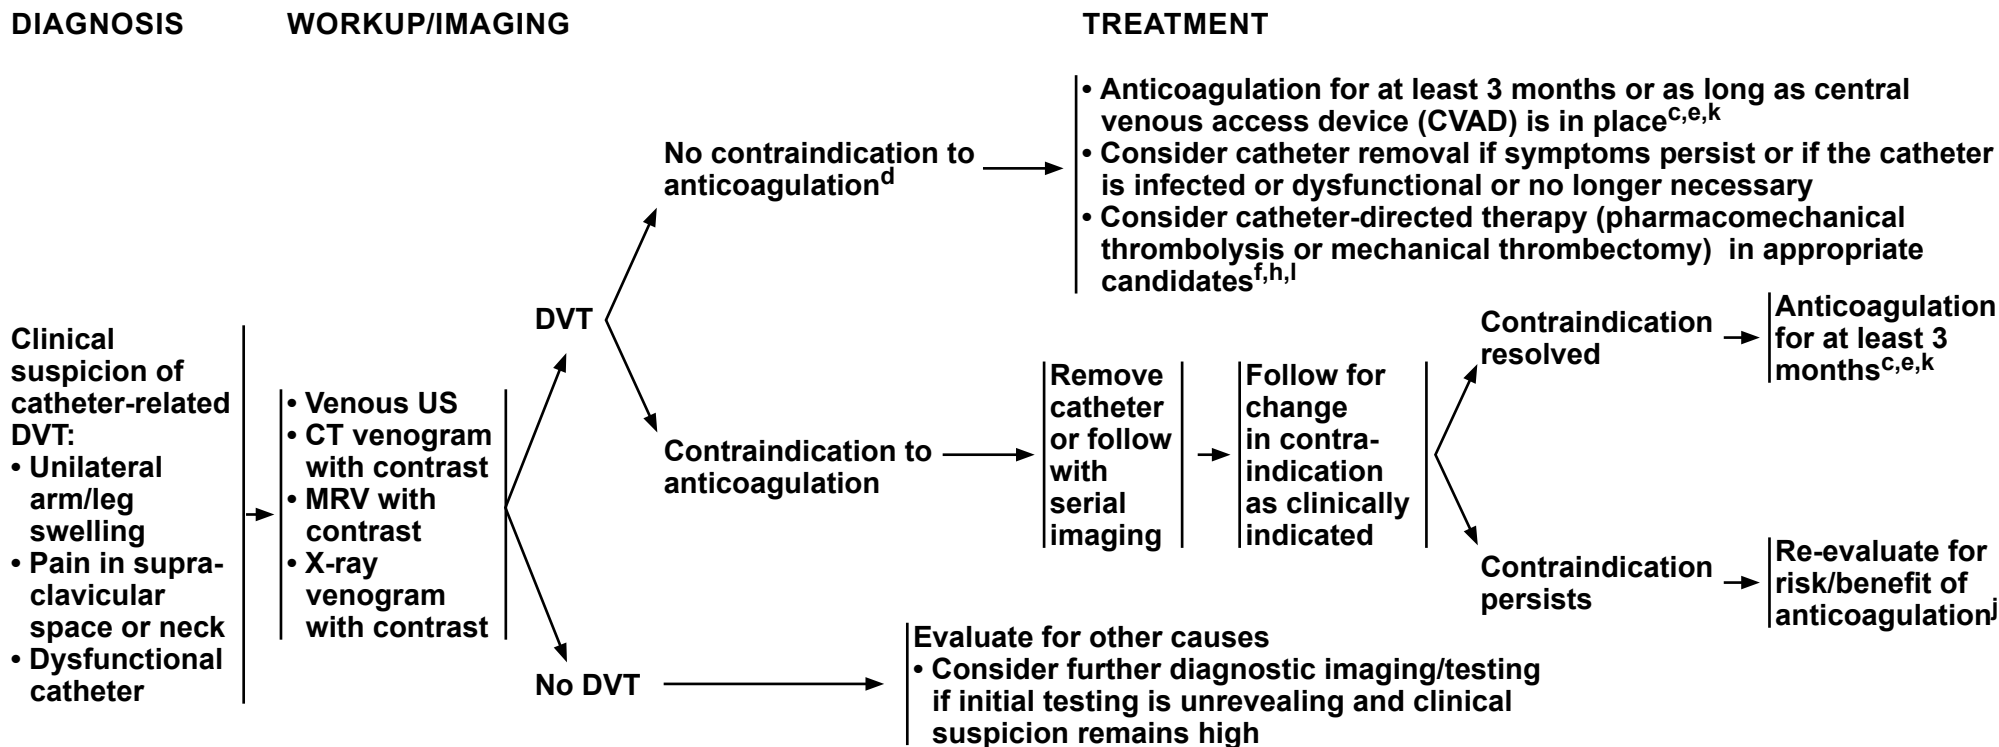 DIAGNOSIS
WORKUP/IMAGING
TREATMENT
Clinical
suspicion of
catheter-related
DVT:
• Unilateral
arm/leg
swelling
• Pain in supra-
clavicular
space or neck
• Dysfunctional
catheter
• Venous US
• CT venogram
with contrast
• MRV with
contrast
• X-ray
venogram
with contrast
DVT
No contraindication to
anticoagulationd
• Anticoagulation for at least 3 months or as long as central
venous access device (CVAD) is in placec,e,k
• Consider catheter removal if symptoms persist or if the catheter
is infected or dysfunctional or no longer necessary
• Consider catheter-directed therapy (pharmacomechanical
thrombolysis or mechanical thrombectomy) in appropriate
candidatesf,h,l
Contraindication to
anticoagulation
Remove
catheter
or follow
with
serial
imaging
Follow for
change
in contra-
indication
as clinically
indicated
Contraindication
resolved
Anticoagulation
for at least 3
monthsc,e,k
Contraindication
persists
Re-evaluate for
risk/benefit of
anticoagulationj
No DVT
Evaluate for other causes
• Consider further diagnostic imaging/testing
if initial testing is unrevealing and clinical
suspicion remains high